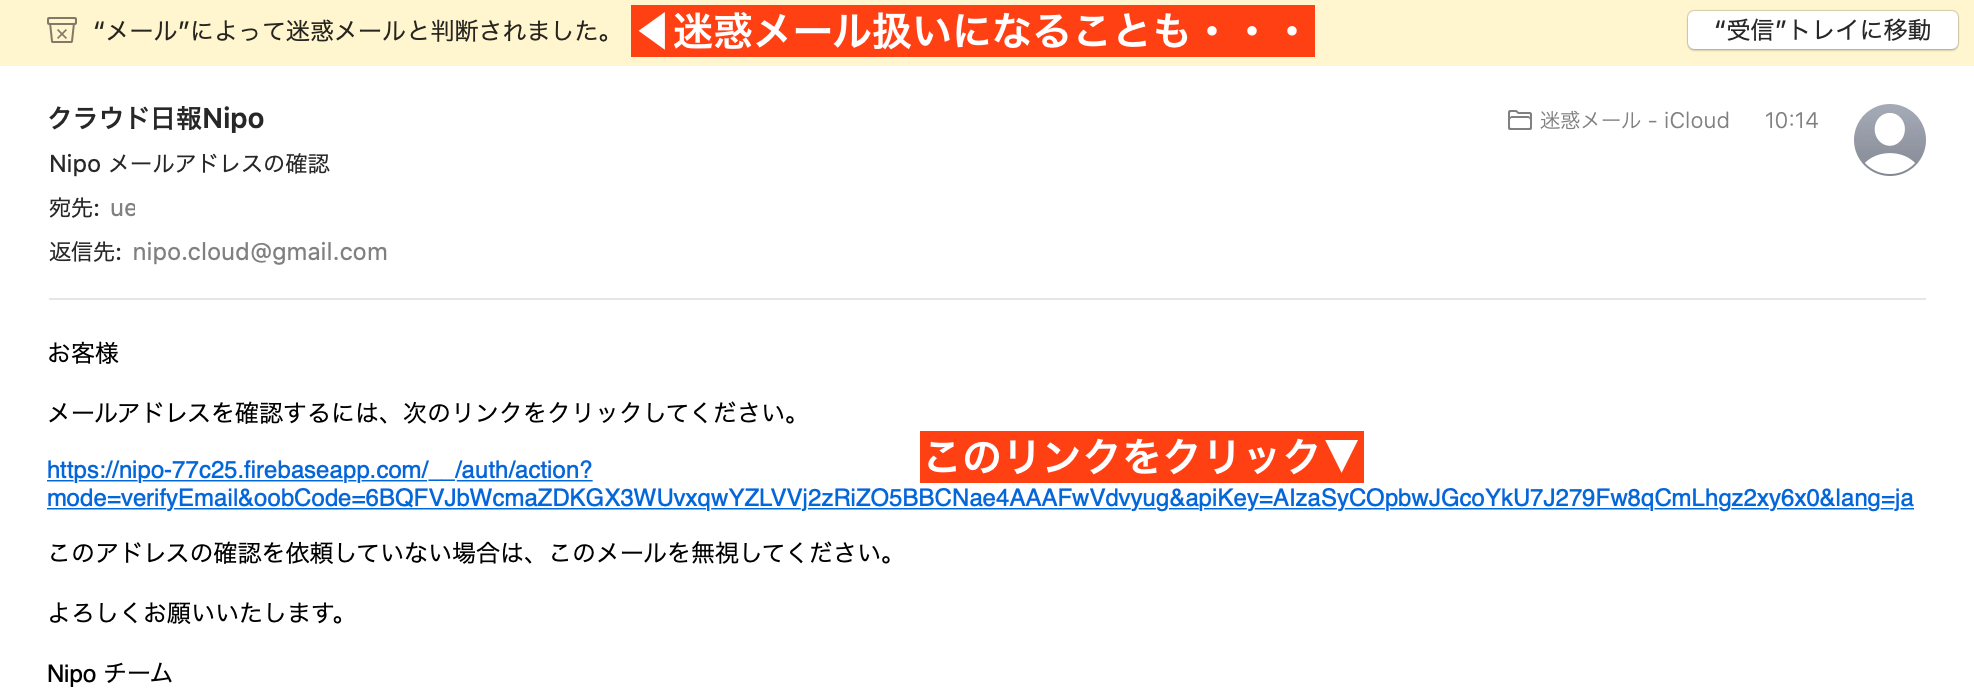 “メール”によって迷惑メールと判断されました。 ◀迷惑メール扱いになることも・・・ “受信”トレイに移動
クラウド日報Nipo 迷惑メール - iCloud 10:14
Nipo メールアドレスの確認
宛先: ue
返信先: nipo.cloud@gmail.com
お客様
メールアドレスを確認するには、次のリンクをクリックしてください。
このリンクをクリック▼
https://nipo-77c25.firebaseapp.com/__/auth/action?
mode=verifyEmail&oobCode=6BQFVJbWcmaZDKGX3WUvxqwYZLVVj2zRiZO5BBCNae4AAAFwVdvyug&apiKey=AIzaSyCOpbwJGcoYkU7J279Fw8qCmLhgz2xy6x0&lang=ja
このアドレスの確認を依頼していない場合は、このメールを無視してください。
よろしくお願いいたします。
Nipo チーム